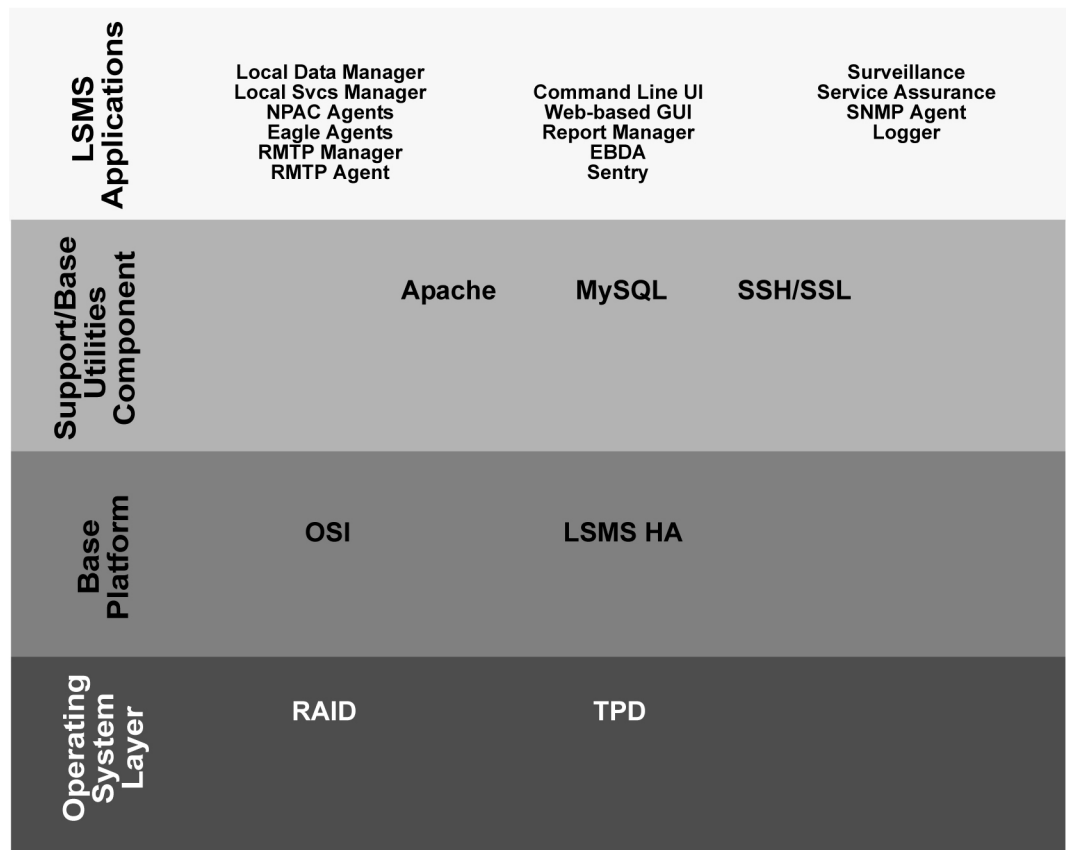 LSMS
Applications
Local Data Manager
Local Svcs Manager
NPAC Agents
Eagle Agents
RMTP Manager
RMTP Agent
Command Line UI
Web-based GUI
Report Manager
EBDA
Sentry
Surveillance
Service Assurance
SNMP Agent
Logger
Support/Base
Utilities
Component
Apache
MySQL
SSH/SSL
Base
Platform
OSI
LSMS HA
Operating
System
Layer
RAID
TPD